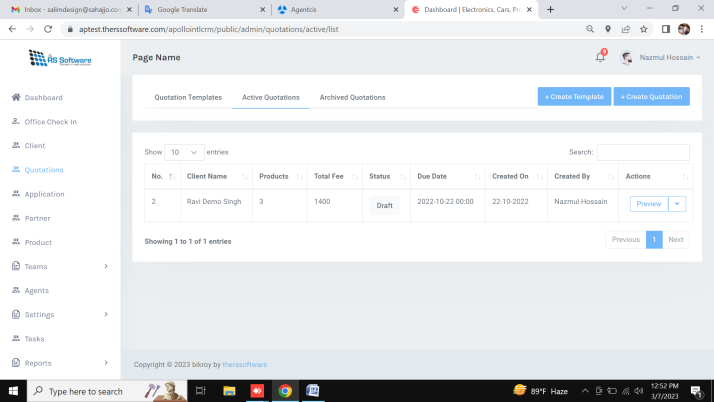 Inbox - salimdesign@sahajjo.con
Google Translate
Agentcis
Dashboard | Electronics, Cars, Pro
aptest.therssoftware.com/apollointlcrm/public/admin/quotations/active/list
RS Software
Page Name
9
Nazmul Hossain
Dashboard
Office Check In
Client
Quotations
Application
Partner
Product
Teams
Agents
Settings
Tasks
Reports
Quotation Templates
Active Quotations
Archived Quotations
+ Create Template
+ Create Quotation
Show 10 entries
Search:
No. Client Name Products Total Fee Status Due Date Created On Created By Actions
2 Ravi Demo Singh 3 1400 Draft 2022-10-22 00:00 22-10-2022 Nazmul Hossain Preview
Showing 1 to 1 of 1 entries
Previous 1 Next
Copyright © 2023 bikroy by therssoftware
Type here to search
89°F Haze
12:52 PM
3/7/2023
1